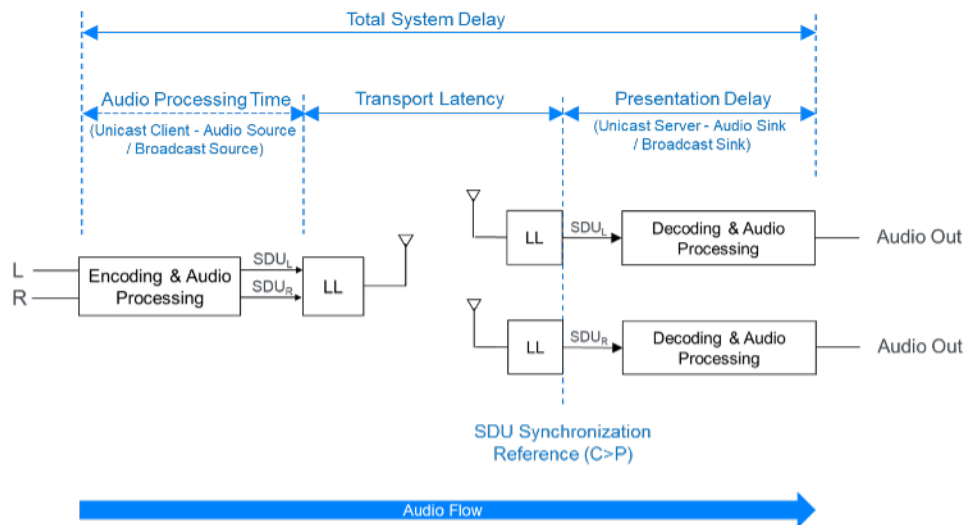 Total System Delay
Audio Processing Time
(Unicast Client - Audio Source
/ Broadcast Source)
Transport Latency
Presentation Delay
(Unicast Server - Audio Sink
/ Broadcast Sink)
L
R
Encoding & Audio
Processing
SDUL
SDUR
LL
LL
SDUL
Decoding & Audio
Processing
Audio Out
LL
SDUR
Decoding & Audio
Processing
Audio Out
SDU Synchronization
Reference (C>P)
Audio Flow